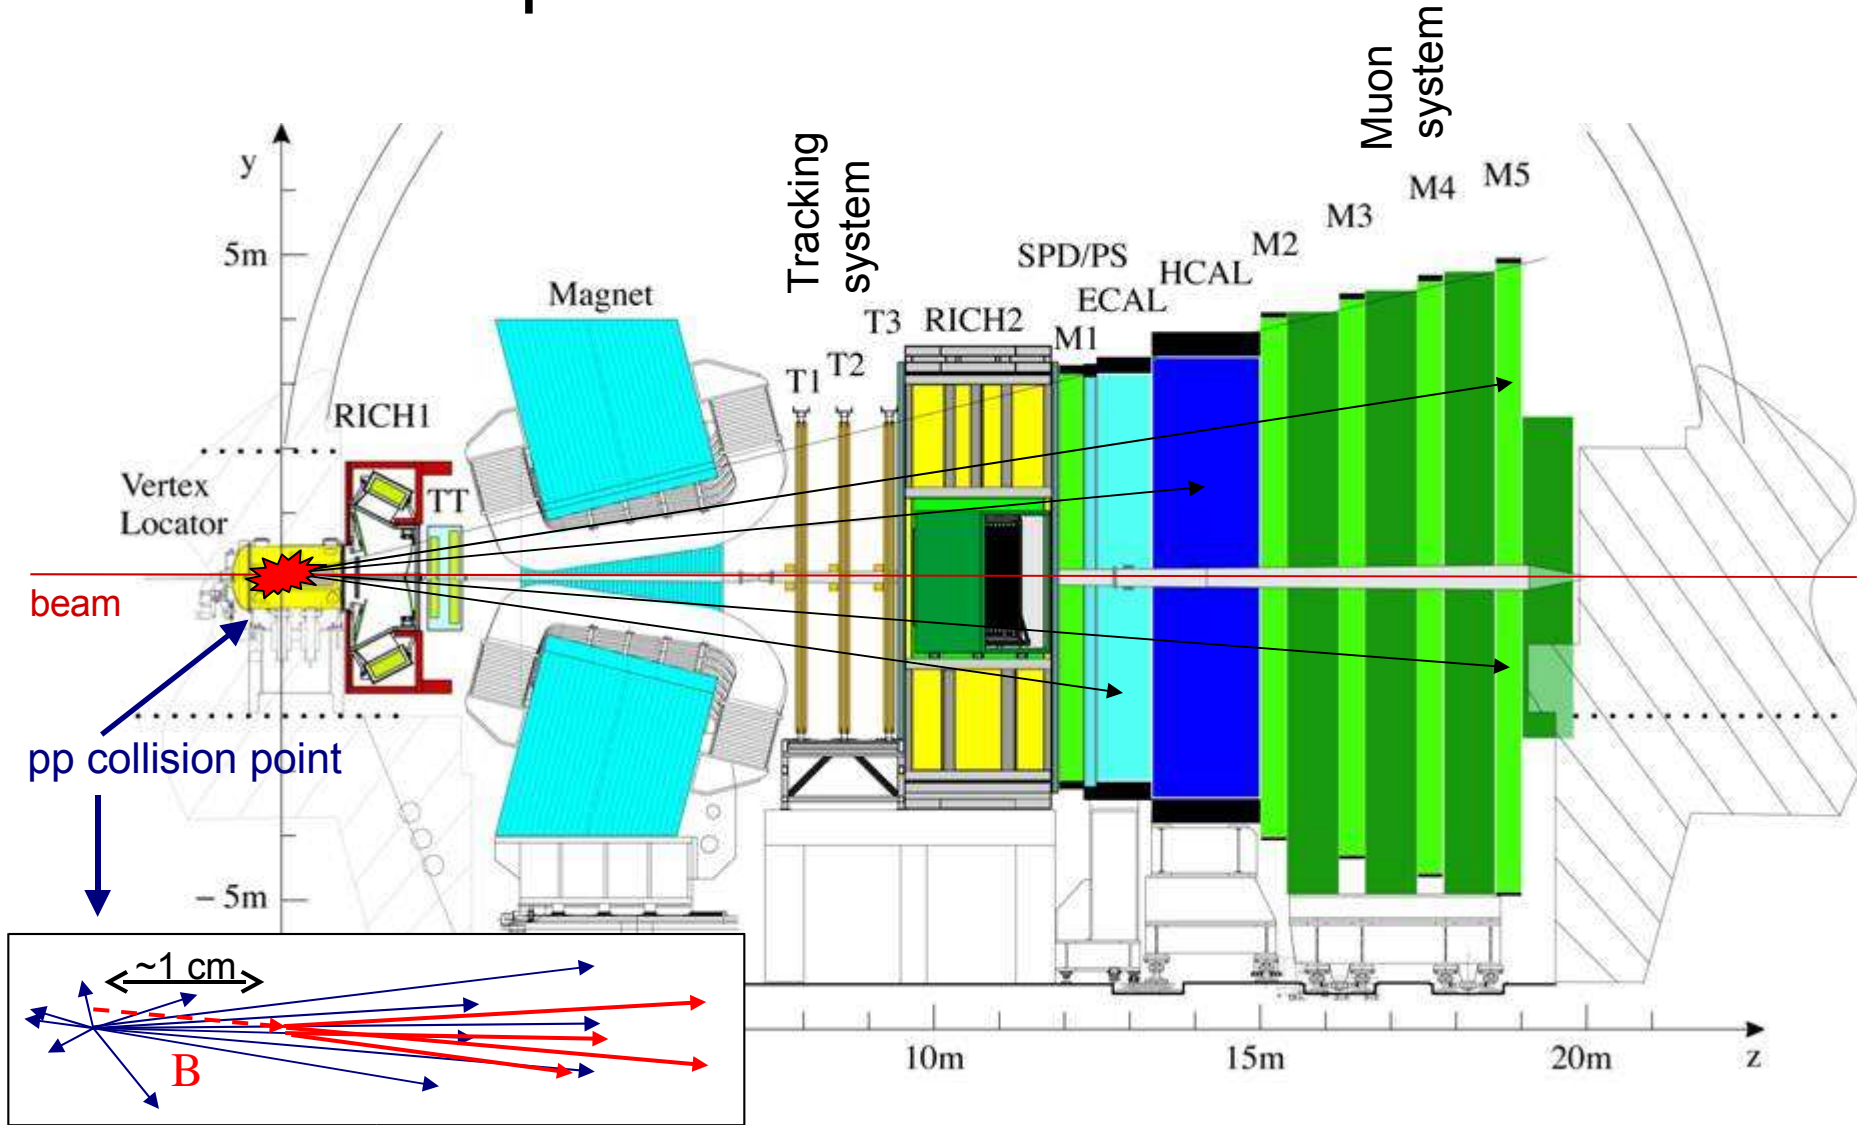 Muon
system
Tracking
system
y
5m
Magnet
M5
M4
M3
M2
SPD/PS
HCAL
ECAL
T3
RICH2
M1
T2
T1
RICH1
Vertex
Locator
TT
beam
pp collision point
– 5m
~1 cm
B
10m
15m
20m
z